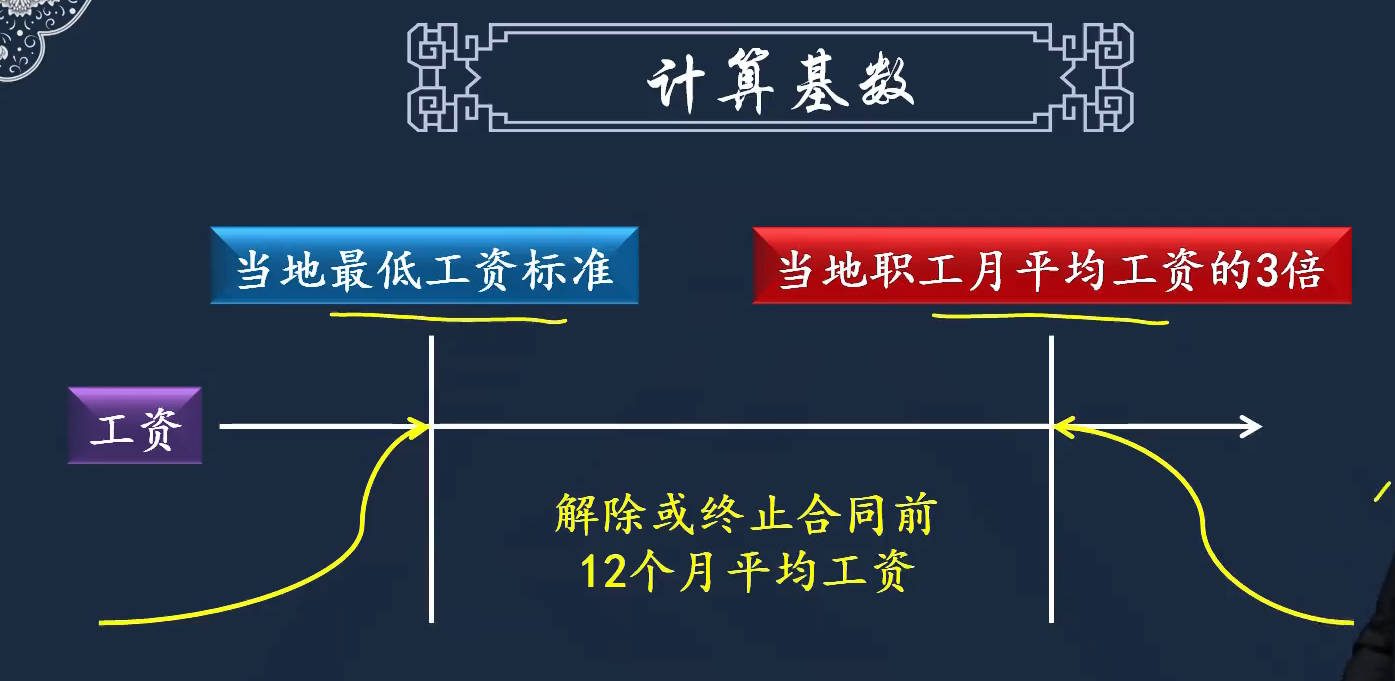 计算基数
当地最低工资标准
当地职工月平均工资的3倍
工资
解除或终止合同前
12个月平均工资